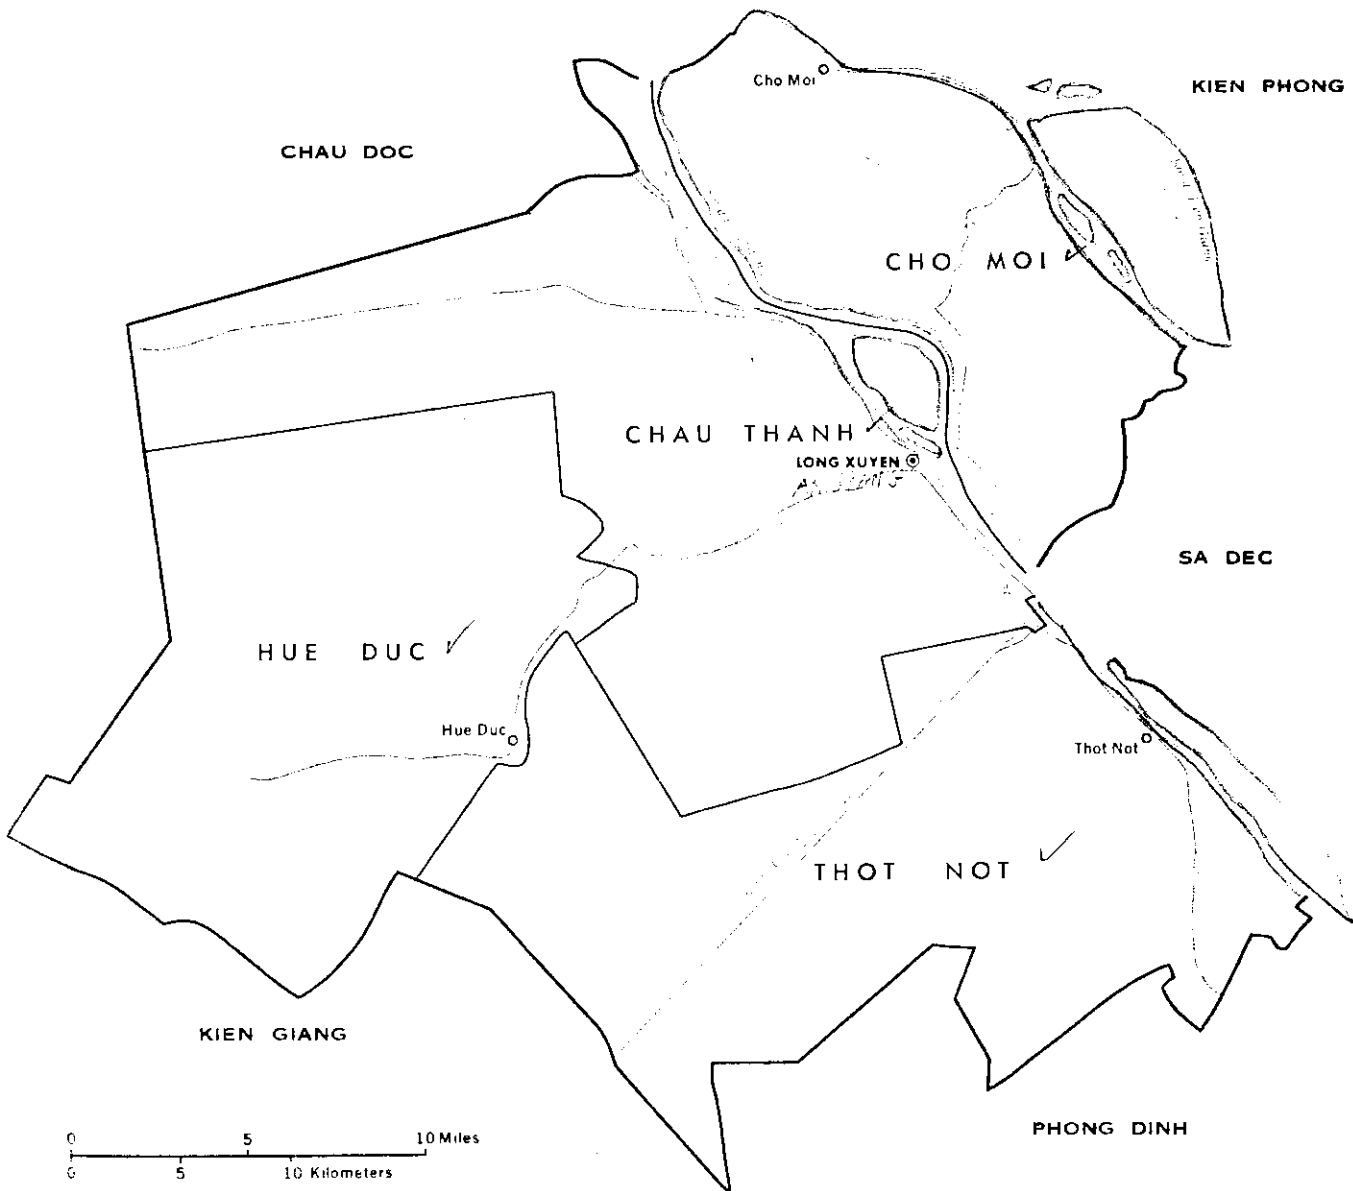 Cho Moi
KIEN PHONG
CHAU DOC
CHO MOI
CHAU THANH
LONG XUYEN
SA DEC
HUE DUC
Hue Duc
Thot Not
THOT NOT
KIEN GIANG
PHONG DINH
0 5 10 Miles
0 5 10 Kilometers